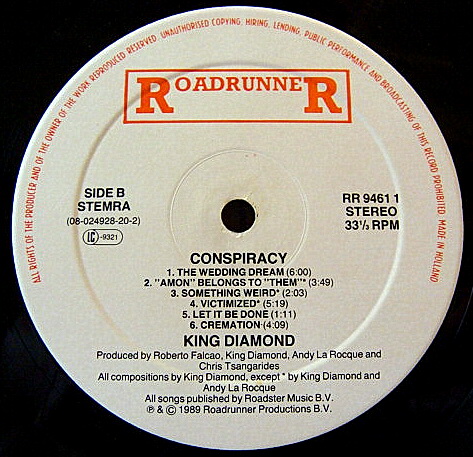 ALL RIGHTS OF THE PRODUCER AND OF THE OWNER OF THE WORK REPRODUCED RESERVED. UNAUTHORISED COPYING, HIRING, LENDING, PUBLIC PERFORMANCE AND BROADCASTING OF THIS RECORD PROHIBITED. MADE IN HOLLAND
ROADRUNNER
SIDE B
STEMRA
(08-024928-20-2)
LC-9321
RR 9461 1
STEREO
33⅓ RPM
CONSPIRACY
1. THE WEDDING DREAM (6:00)
2. "AMON" BELONGS TO "THEM"* (3:49)
3. SOMETHING WEIRD* (2:03)
4. VICTIMIZED* (5:19)
5. LET IT BE DONE (1:11)
6. CREMATION (4:09)
KING DIAMOND
Produced by Roberto Falcao, King Diamond, Andy La Rocque and
Chris Tsangarides
All compositions by King Diamond, except * by King Diamond and
Andy La Rocque
All songs published by Roadster Music B.V.
℗ & © 1989 Roadrunner Productions B.V.